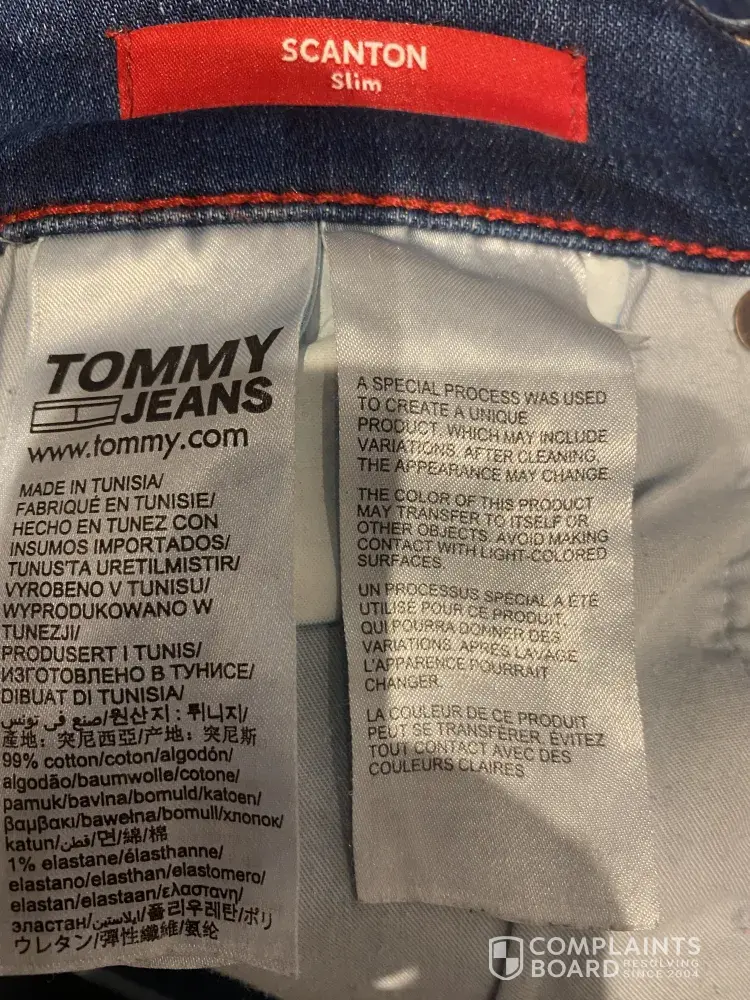 SCANTON
Slim
TOMMY
JEANS
www.tommy.com
MADE IN TUNISIA/
FABRIQUÉ EN TUNISIE/
HECHO EN TUNEZ CON
INSUMOS IMPORTADOS/
TUNUS'TA URETILMISTIR/
VYROBENO V TUNISU/
WYPRODUKOWANO W
TUNEZJI/
PRODUSERT I TUNIS/
ИЗГОТОВЛЕНО В ТУНИСЕ/
DIBUAT DI TUNISIA/
صنع في تونس/원산지 : 튀니지/
產地：突尼西亞/产地：突尼斯
99% cotton/coton/algodón/
algodão/baumwolle/cotone/
pamuk/bavlna/bomuld/katoen/
βαμβακι/bawełna/bomull/хлопок/
katun/قطن/면/綿/棉
1% elastane/élasthanne/
elastano/elasthan/elastomero/
elastan/elastaan/ελαστανη/
эластан/ايلاستين/폴리우레탄/ポリ
ウレタン/彈性纖維/氨纶
A SPECIAL PROCESS WAS USED
TO CREATE A UNIQUE
PRODUCT, WHICH MAY INCLUDE
VARIATIONS. AFTER CLEANING,
THE APPEARANCE MAY CHANGE
THE COLOR OF THIS PRODUCT
MAY TRANSFER TO ITSELF OR
OTHER OBJECTS. AVOID MAKING
CONTACT WITH LIGHT-COLORED
SURFACES
UN PROCESSUS SPÉCIAL A ÉTÉ
UTILISÉ POUR CE PRODUIT,
QUI POURRA DONNER DES
VARIATIONS. APRÈS LAVAGE
L'APPARENCE POURRAIT
CHANGER
LA COULEUR DE CE PRODUIT
PEUT SE TRANSFÉRER, ÉVITEZ
TOUT CONTACT AVEC DES
COULEURS CLAIRES
COMPLAINTS
BOARD RESOLVING
SINCE 2004